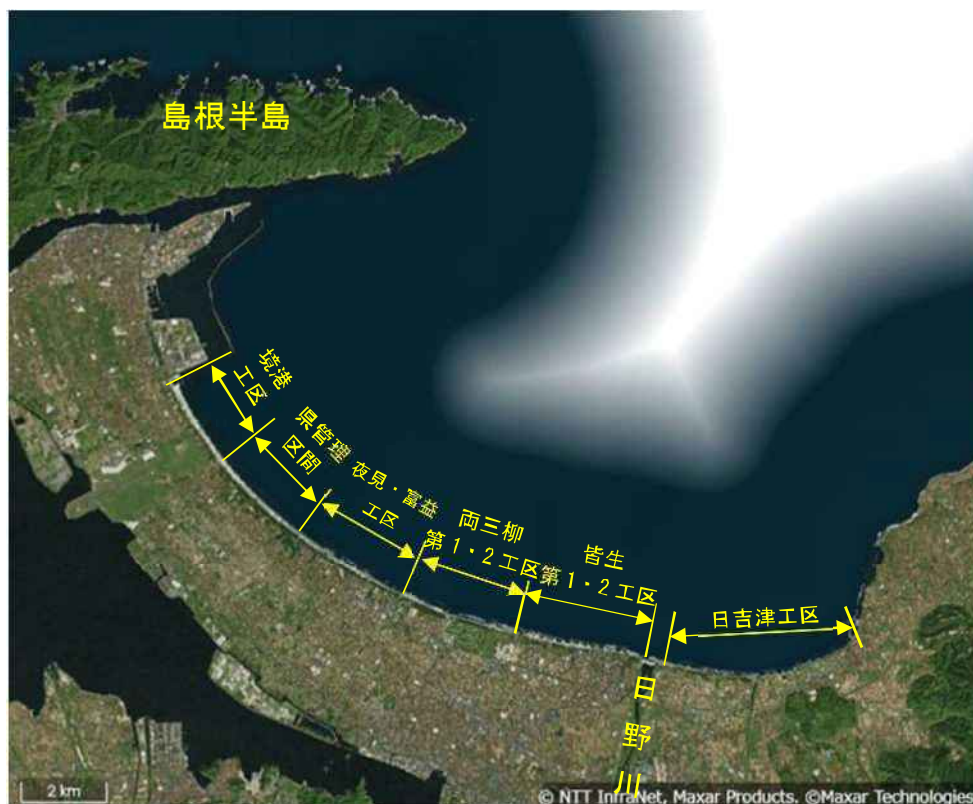 島根半島
境港
工区
県管理
区間
夜見・富益
工区
両三柳
第1・2工区
皆生
第1・2工区
日吉津工区
日野川
2 km
© NTT InfraNet, Maxar Products, ©Maxar Technologies